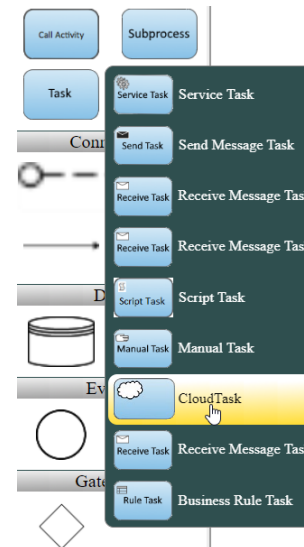 Call Activity
Subprocess
Task
Service Task
Service Task
Conn
Send Task
Send Message Task
Receive Task
Receive Message Tas
Receive Task
Receive Message Tas
D
Script Task
Script Task
Manual Task
Manual Task
Ev
CloudTask
Receive Task
Receive Message Tas
Gate
Rule Task
Business Rule Task